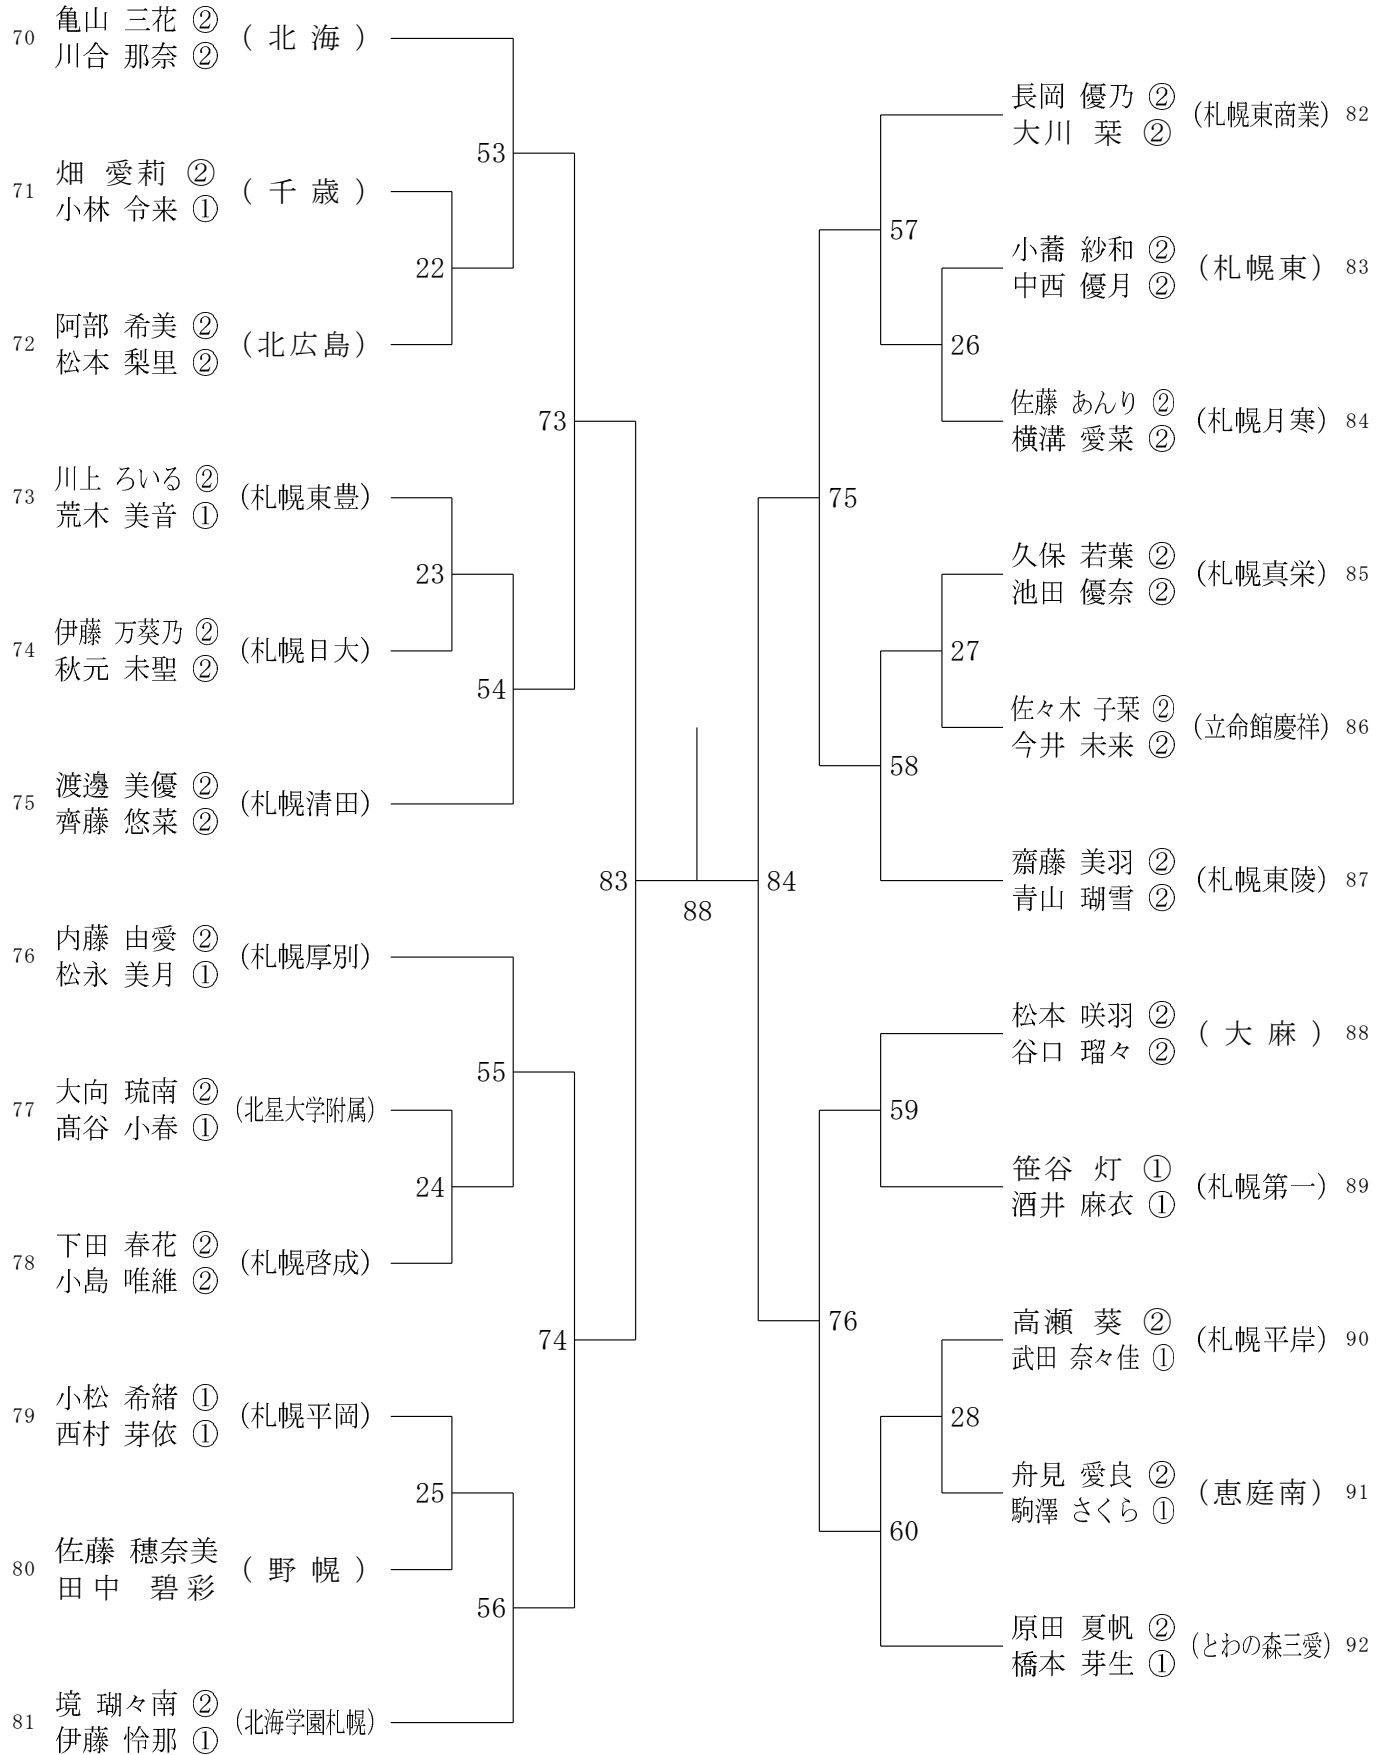 70 亀山 三花 ② (北海)
川合 那奈 ②
71 畑 愛莉 ② (千歳)
小林 令来 ①
72 阿部 希美 ② (北広島)
松本 梨里 ②
73 川上 ろいる ② (札幌東豊)
荒木 美音 ①
74 伊藤 万葵乃 ② (札幌日大)
秋元 未聖 ②
75 渡邊 美優 ② (札幌清田)
齊藤 悠菜 ②
76 内藤 由愛 ② (札幌厚別)
松永 美月 ①
77 大向 琉南 ② (北星大学附属)
髙谷 小春 ①
78 下田 春花 ② (札幌啓成)
小島 唯維 ②
79 小松 希緒 ① (札幌平岡)
西村 芽依 ①
80 佐藤 穂奈美 (野幌)
田中 碧彩
81 境 瑚々南 ② (北海学園札幌)
伊藤 怜那 ①
22
23
24
25
53
54
55
56
73
74
83
88
84
75
76
57
58
59
60
26
27
28
長岡 優乃 ② (札幌東商業) 82
大川 栞 ②
小蕎 紗和 ② (札幌東) 83
中西 優月 ②
佐藤 あんり ② (札幌月寒) 84
横溝 愛菜 ②
久保 若葉 ② (札幌真栄) 85
池田 優奈 ②
佐々木 子栞 ② (立命館慶祥) 86
今井 未来 ②
齋藤 美羽 ② (札幌東陵) 87
青山 瑚雪 ②
松本 咲羽 ② (大麻) 88
谷口 瑠々 ②
笹谷 灯 ① (札幌第一) 89
酒井 麻衣 ①
高瀬 葵 ② (札幌平岸) 90
武田 奈々佳 ①
舟見 愛良 ② (恵庭南) 91
駒澤 さくら ①
原田 夏帆 ② (とわの森三愛) 92
橋本 芽生 ①